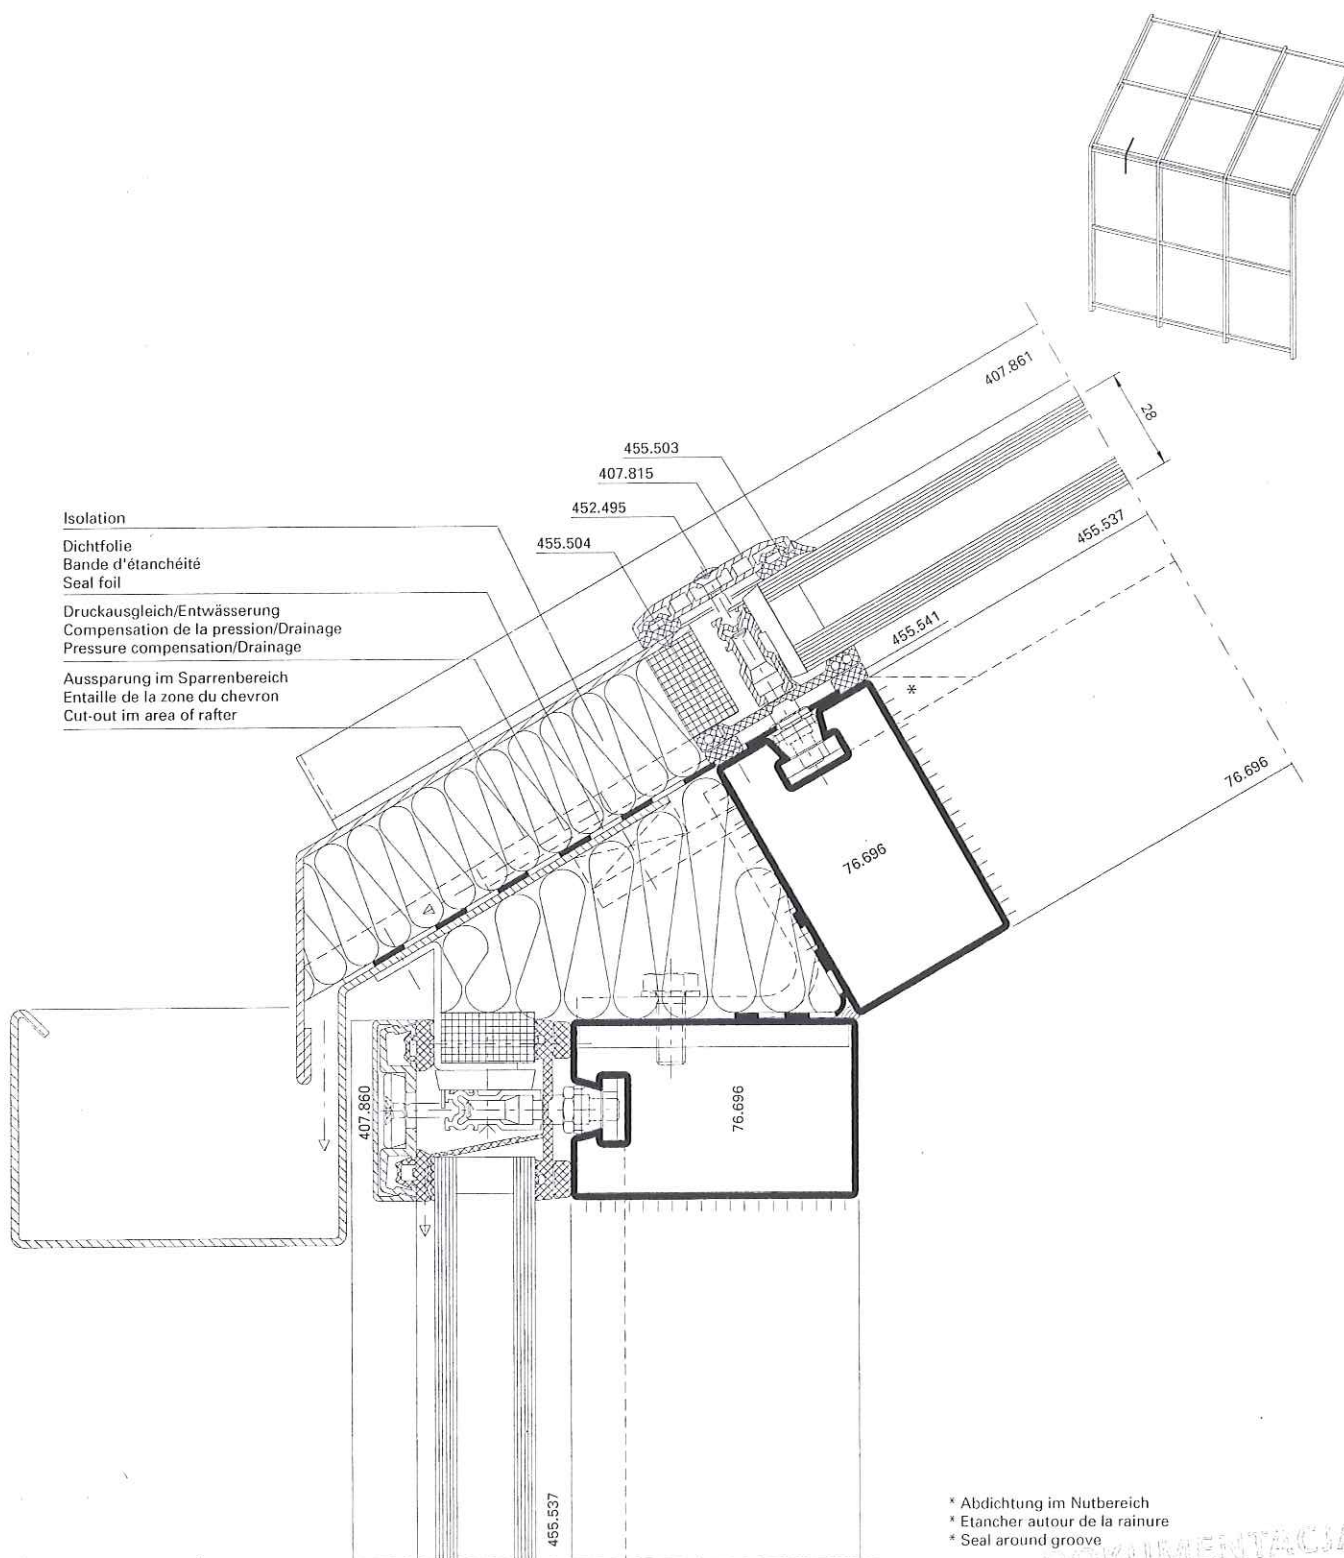 407.861
28
455.503
407.815
452.495
455.504
455.537
455.541
*
76.696
Isolation
Dichtfolie
Bande d'étanchéité
Seal foil
Druckausgleich/Entwässerung
Compensation de la pression/Drainage
Pressure compensation/Drainage
Aussparung im Sparrenbereich
Entaille de la zone du chevron
Cut-out im area of rafter
76.696
407.860
76.696
455.537
* Abdichtung im Nutbereich
* Etancher autour de la rainure
* Seal around groove